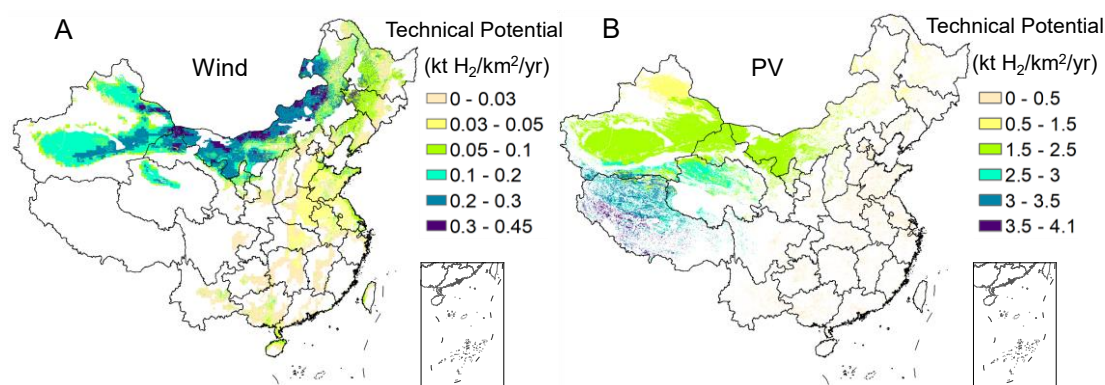 A
Wind
Technical Potential
(kt H₂/km²/yr)
0 - 0.03
0.03 - 0.05
0.05 - 0.1
0.1 - 0.2
0.2 - 0.3
0.3 - 0.45
B
PV
Technical Potential
(kt H₂/km²/yr)
0 - 0.5
0.5 - 1.5
1.5 - 2.5
2.5 - 3
3 - 3.5
3.5 - 4.1